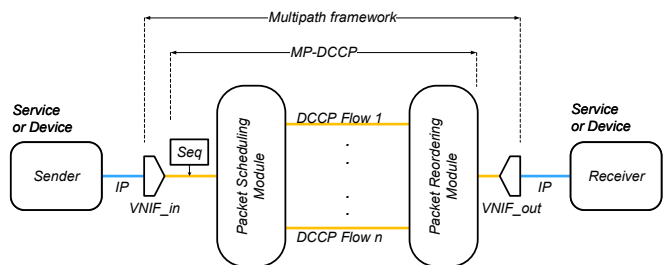 Multipath framework
MP-DCCP
Service
or Device
Sender
IP
VNIF_in
Seq
Packet Scheduling
Module
DCCP Flow 1
.
.
.
.
.
.
DCCP Flow n
Packet Reordering
Module
VNIF_out
IP
Service
or Device
Receiver